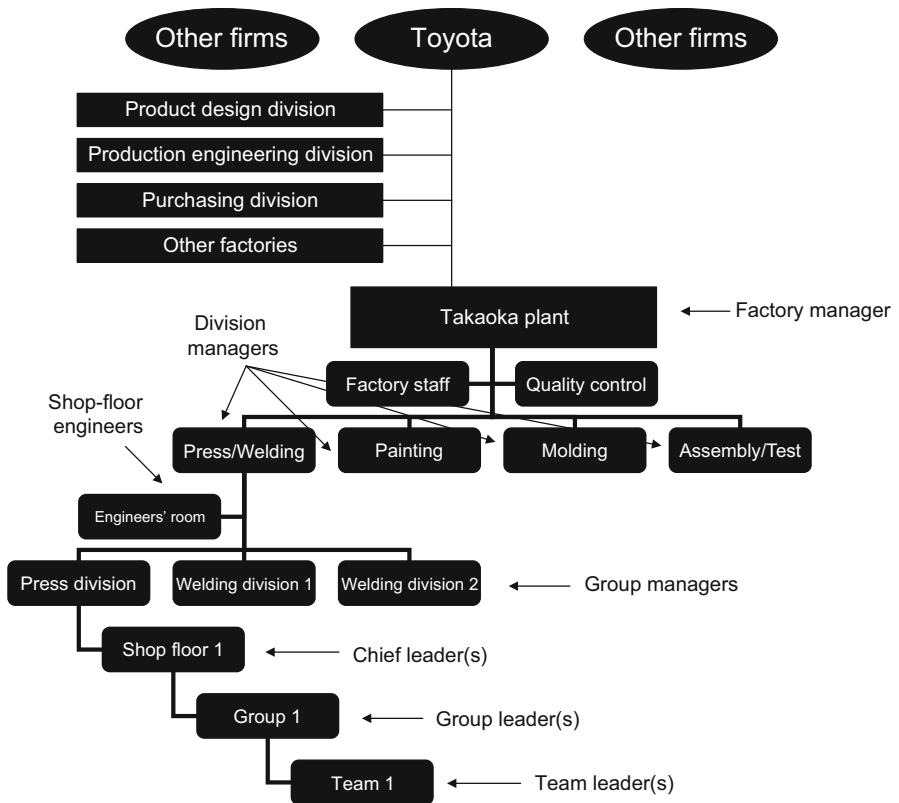 Other firms
Toyota
Other firms
Product design division
Production engineering division
Purchasing division
Other factories
Takaoka plant
Factory manager
Division
managers
Factory staff
Quality control
Shop-floor
engineers
Press/Welding
Painting
Molding
Assembly/Test
Engineers’ room
Press division
Welding division 1
Welding division 2
Group managers
Shop floor 1
Chief leader(s)
Group 1
Group leader(s)
Team 1
Team leader(s)